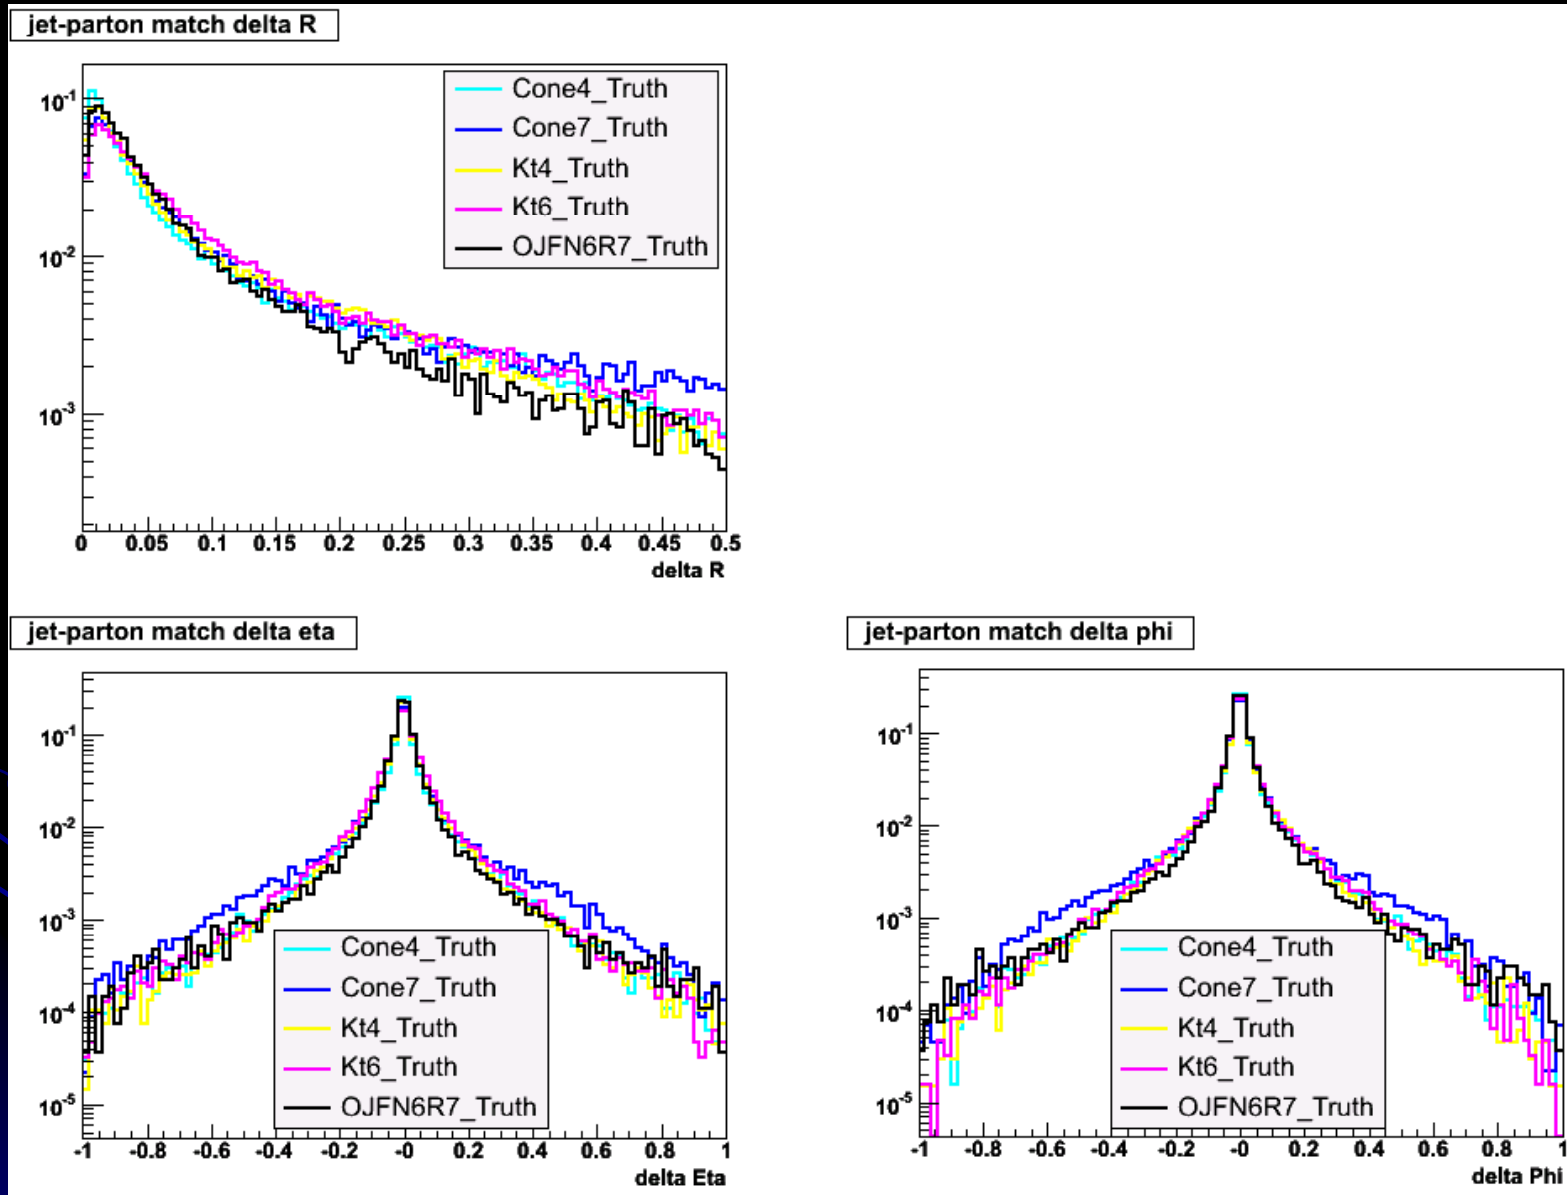 jet-parton match delta R
Cone4_Truth
Cone7_Truth
Kt4_Truth
Kt6_Truth
OJFN6R7_Truth
10-1
10-2
10-3
0 0.05 0.1 0.15 0.2 0.25 0.3 0.35 0.4 0.45 0.5
delta R
jet-parton match delta eta
10-1
10-2
10-3
10-4
10-5
Cone4_Truth
Cone7_Truth
Kt4_Truth
Kt6_Truth
OJFN6R7_Truth
-1 -0.8 -0.6 -0.4 -0.2 -0 0.2 0.4 0.6 0.8 1
delta Eta
jet-parton match delta phi
10-1
10-2
10-3
10-4
10-5
Cone4_Truth
Cone7_Truth
Kt4_Truth
Kt6_Truth
OJFN6R7_Truth
-1 -0.8 -0.6 -0.4 -0.2 -0 0.2 0.4 0.6 0.8 1
delta Phi